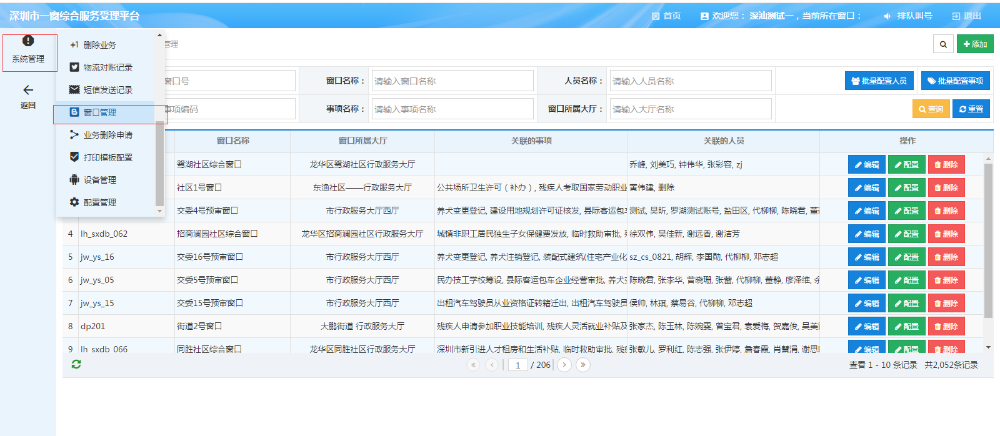 深圳市一窗综合服务受理平台
首页
欢迎您： 深汕测试一，当前所在窗口：
排队叫号
退出
系统管理
返回
+1 删除业务
物流对账记录
短信发送记录
窗口管理
业务删除申请
打印模板配置
设备管理
配置管理
管理
添加
窗口号
窗口名称：
请输入窗口名称
人员名称：
请输入人员名称
批量配置人员
批量配置事项
事项编码
事项名称：
请输入事项名称
窗口所属大厅：
请输入大厅名称
查询
重置
窗口名称 窗口所属大厅 关联的事项 关联的人员 操作
鹭湖社区综合窗口 龙华区鹭湖社区行政服务大厅 乔峰, 刘美巧, 钟伟华, 张彩容, zj 编辑 配置 删除
社区1号窗口 东渔社区——行政服务大厅 公共场所卫生许可（补办）, 残疾人考取国家劳动职业 黄伟建, 删除 编辑 配置 删除
交委4号预审窗口 市行政服务大厅西厅 养犬变更登记, 建设用地规划许可证核发, 县际客运包车 测试, 吴昕, 罗湖测试账号, 盐田区, 代柳柳, 陈晓君, 董 编辑 配置 删除
4 lh_sxdb_062 招商澜园社区综合窗口 龙华区招商澜园社区行政服务大厅 城镇非职工居民独生子女保健费发放, 临时救助审批, 徐双伟, 吴佳新, 谢远香, 谢洁芳 编辑 配置 删除
5 jw_ys_16 交委16号预审窗口 市行政服务大厅西厅 养犬变更登记, 养犬注销登记, 装配式建筑(住宅产业化 sz_cs_0821, 胡辉, 李国勋, 代柳柳, 邓志超 编辑 配置 删除
6 jw_ys_05 交委5号预审窗口 市行政服务大厅西厅 民办技工学校筹设, 县际客运包车企业经营审批, 养犬 陈晓君, 张李华, 曾晓珊, 张蕾, 代柳柳, 董静, 廖泽维, 余 编辑 配置 删除
7 jw_ys_15 交委15号预审窗口 市行政服务大厅西厅 出租汽车驾驶员从业资格证转籍迁出, 出租汽车驾驶员 侯帅, 林琪, 蔡易谷, 代柳柳, 邓志超 编辑 配置 删除
8 dp201 街道2号窗口 大鹏街道 行政服务大厅 残疾人申请参加职业技能培训, 残疾人灵活就业补贴及 张家杰, 陈玉林, 陈婉雯, 曾宝君, 袁爱梅, 贺嘉俊, 吴美 编辑 配置 删除
9 lh_sxdb_066 同胜社区综合窗口 龙华区同胜社区行政服务大厅 深圳市新引进人才租房和生活补贴, 临时救助审批, 残 张敏儿, 罗利红, 陈志强, 张伊婷, 詹春霞, 肖慧涓, 谢思 编辑 配置 删除
1 / 206
查看 1 - 10 条记录 共2,052条记录